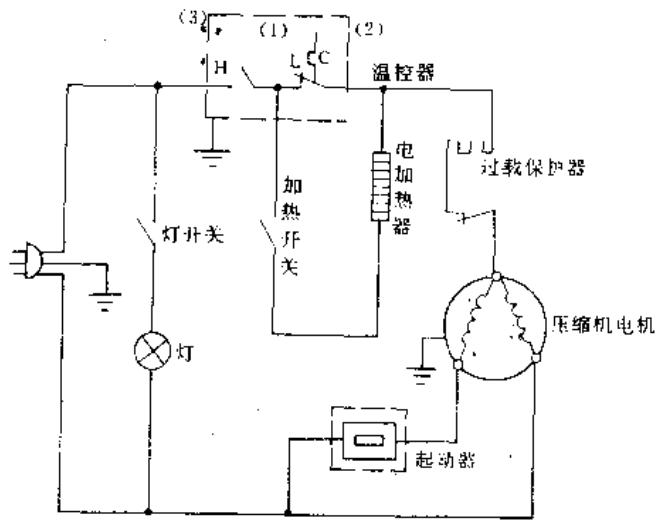 (3)
(1)
(2)
H
L
C
温控器
电加热器
过载保护器
加热开关
灯开关
压缩机电机
灯
起动器